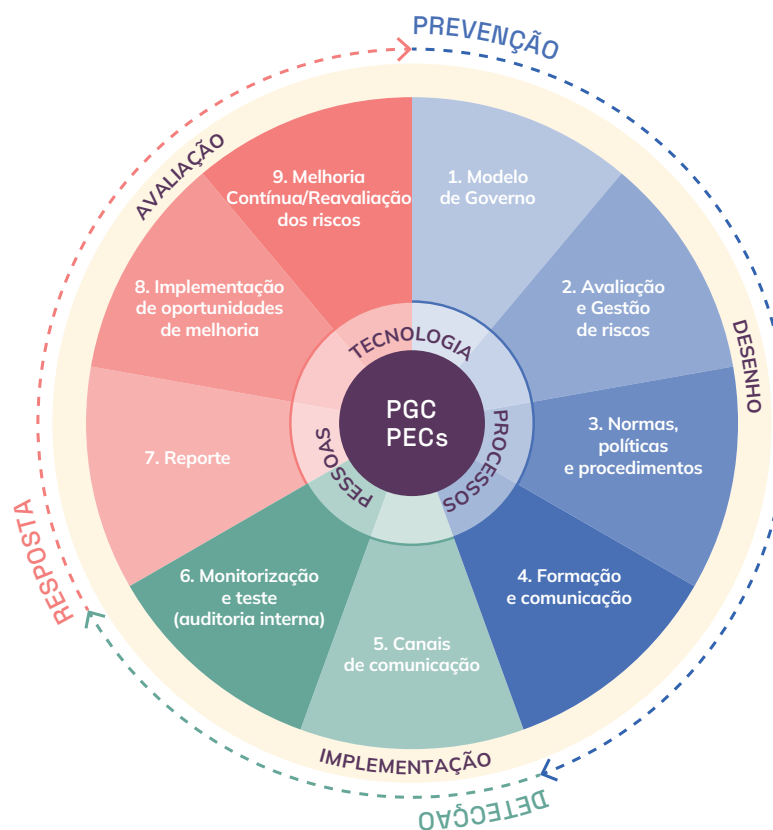 PREVENÇÃO
AVALIAÇÃO
9. Melhoria
Contínua/Reavaliação
dos riscos
1. Modelo
de Governo
8. Implementação
de oportunidades
de melhoria
2. Avaliação
e Gestão
de riscos
DESENHO
TECNOLOGIA
PGC
PECs
PROCESSOS
PESSOAS
7. Reporte
3. Normas,
políticas
e procedimentos
RESPOSTA
6. Monitorização
e teste
(auditoria interna)
4. Formação
e comunicação
5. Canais
de comunicação
IMPLEMENTAÇÃO
DETECÇÃO